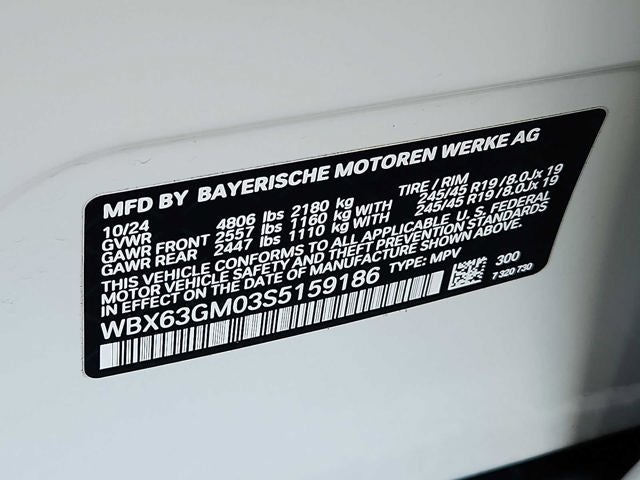 MFD BY BAYERISCHE MOTOREN WERKE AG
10/24 TIRE / RIM
GVWR 4806 lbs 2180 kg
GAWR FRONT 2557 lbs 1160 kg WITH 245/45 R19 / 8.0Jx 19
GAWR REAR 2447 lbs 1110 kg WITH 245/45 R19 / 8.0Jx 19
THIS VEHICLE CONFORMS TO ALL APPLICABLE U. S. FEDERAL
MOTOR VEHICLE SAFETY AND THEFT PREVENTION STANDARDS
IN EFFECT ON THE DATE OF MANUFACTURE SHOWN ABOVE.
WBX63GM03S5159186 TYPE: MPV 300
7 320 730